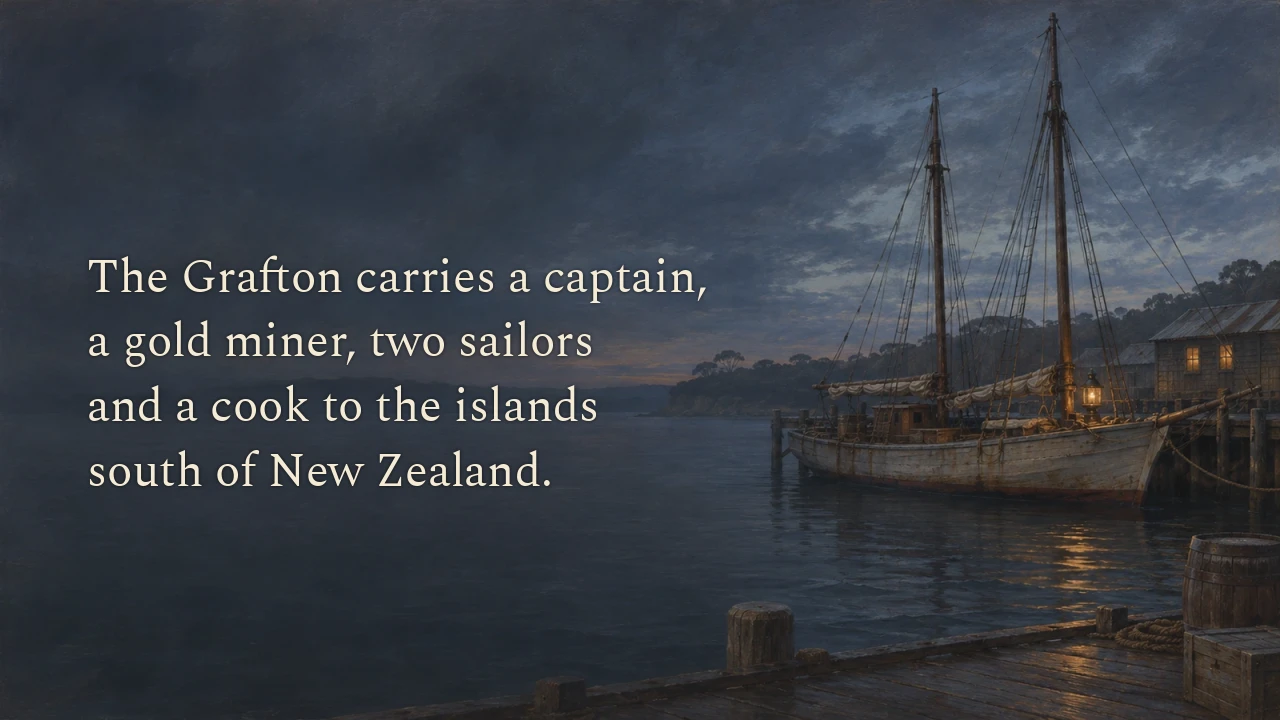 The Grafton carries a captain,
a gold miner, two sailors
and a cook to the islands
south of New Zealand.